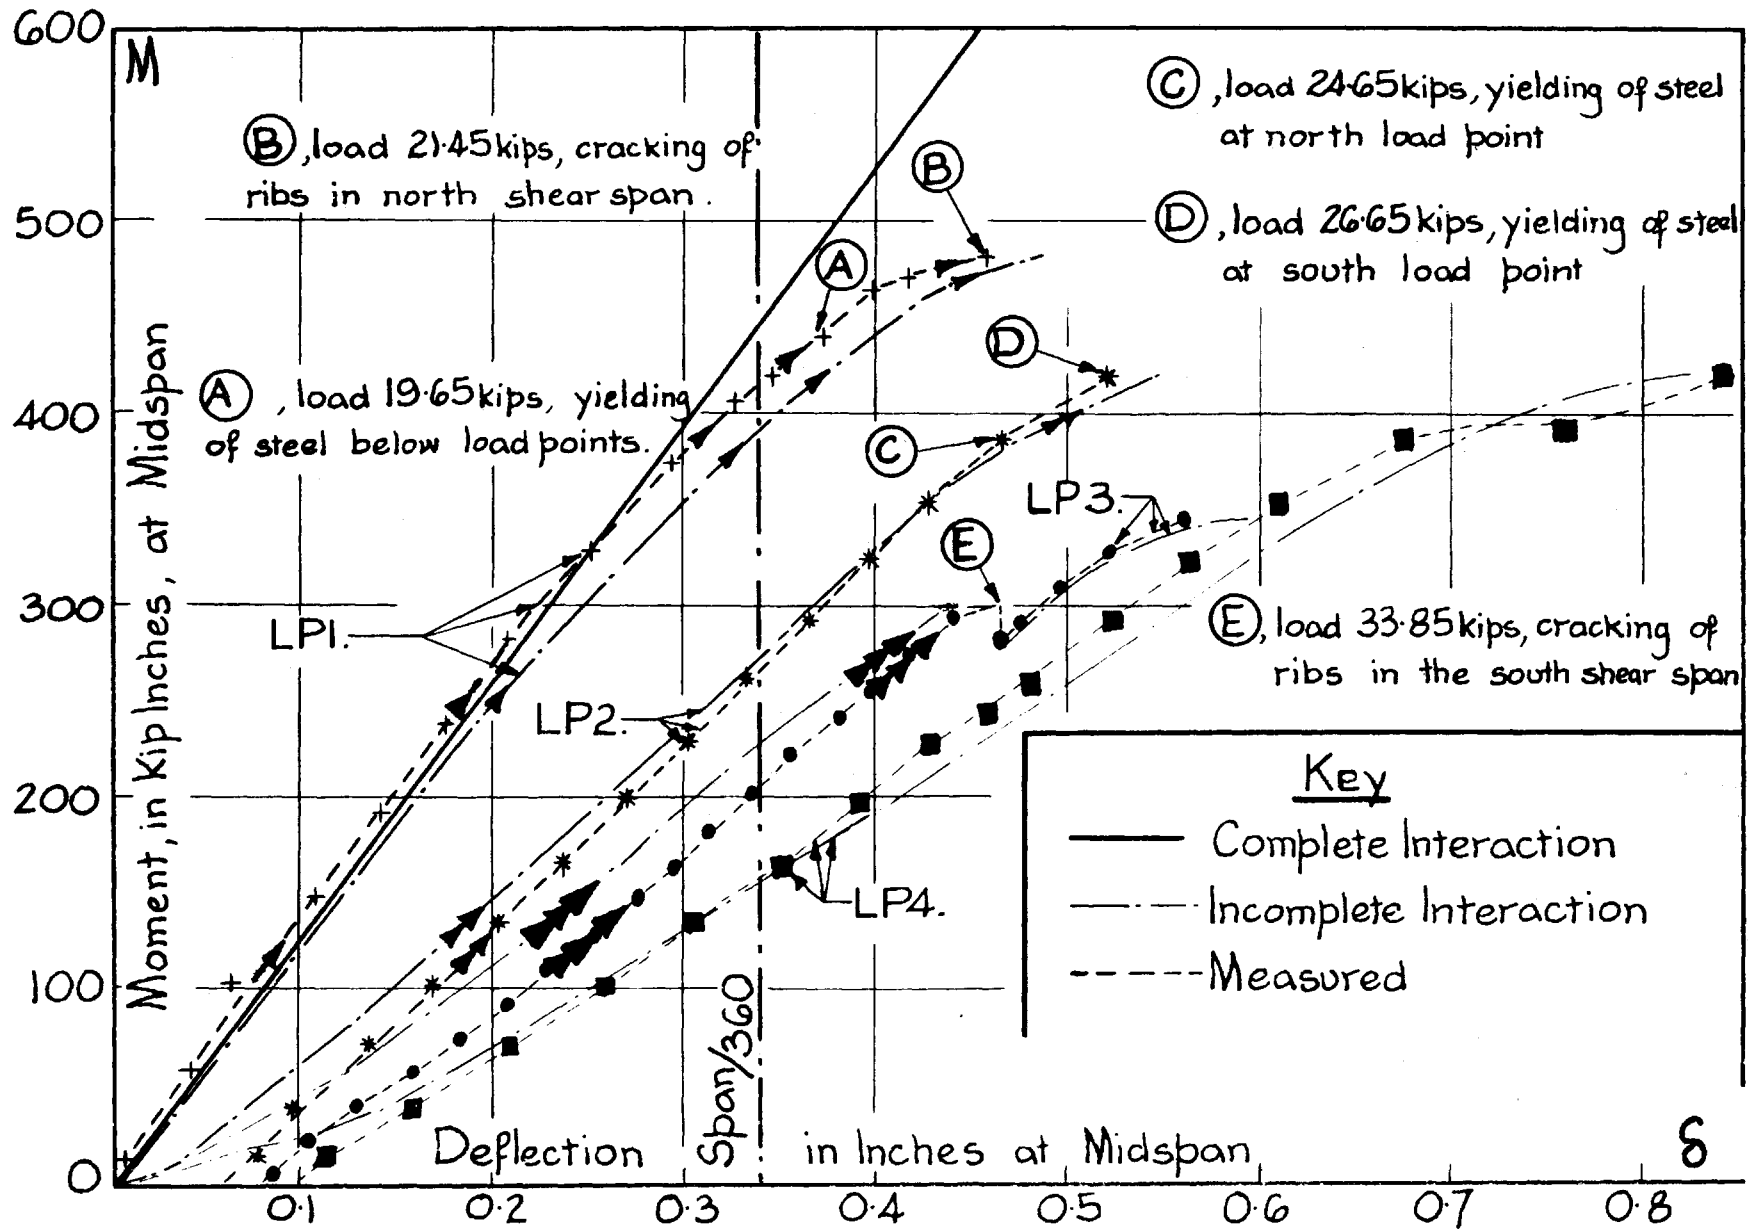 600
M
Ⓑ, load 21·45 kips, cracking of
ribs in north shear span.
Ⓒ, load 24·65 kips, yielding of steel
at north load point
Ⓑ
500
Ⓓ, load 26·65 kips, yielding of steel
at south load point
Ⓐ
Ⓓ
Ⓐ, load 19·65 kips, yielding
of steel below load points.
400
Ⓒ
LP3.
Ⓔ
300
LP1.
Ⓔ, load 33·85 kips, cracking of
ribs in the south shear span
LP2.
200
Key
Complete Interaction
LP4.
Incomplete Interaction
Measured
100
Moment, in Kip Inches, at Midspan
Span/360
Deflection in Inches at Midspan
δ
0
0.1 0.2 0.3 0.4 0.5 0.6 0.7 0.8